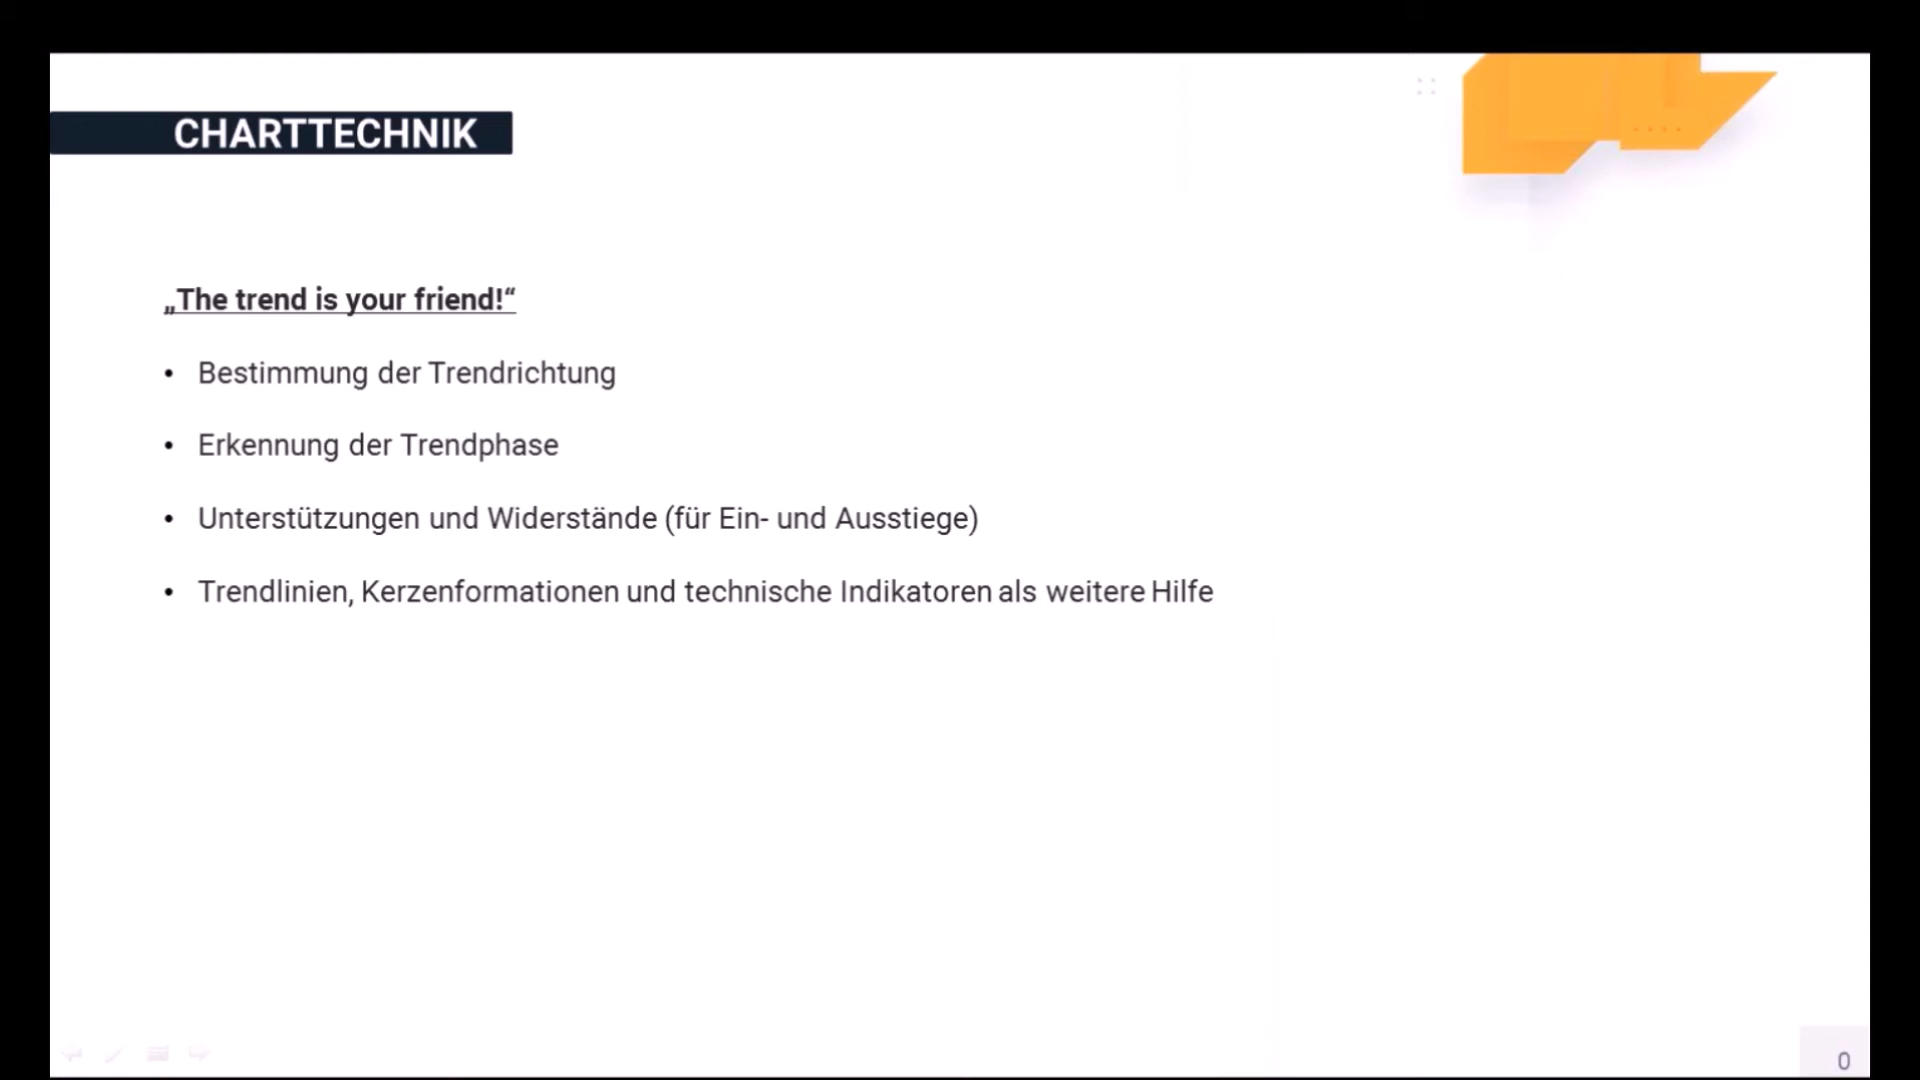 CHARTTECHNIK
„The trend is your friend!“
• Bestimmung der Trendrichtung
• Erkennung der Trendphase
• Unterstützungen und Widerstände (für Ein- und Ausstiege)
• Trendlinien, Kerzenformationen und technische Indikatoren als weitere Hilfe
0